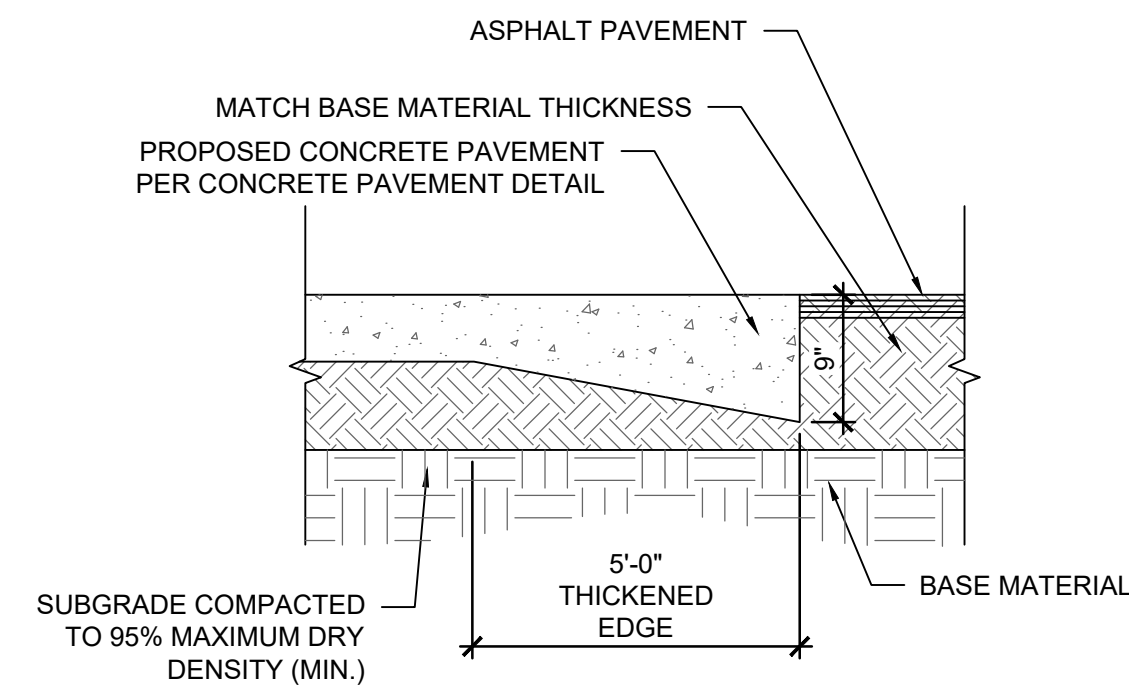 ASPHALT PAVEMENT
MATCH BASE MATERIAL THICKNESS
PROPOSED CONCRETE PAVEMENT
PER CONCRETE PAVEMENT DETAIL
9"
5'-0"
THICKENED
EDGE
BASE MATERIAL
SUBGRADE COMPACTED
TO 95% MAXIMUM DRY
DENSITY (MIN.)